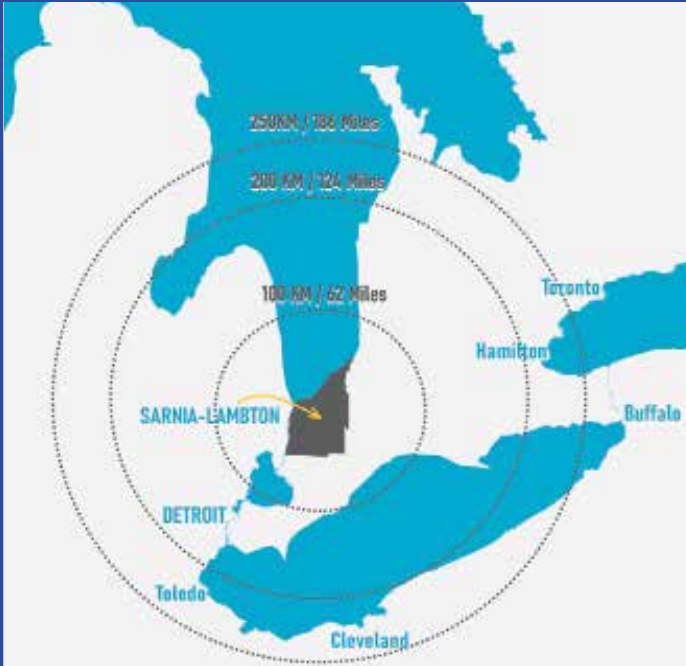 250KM / 186 Miles
200 KM / 124 Miles
100 KM / 62 Miles
Toronto
Hamilton
SARNIA-LAMBTON
Buffalo
DETROIT
Toledo
Cleveland